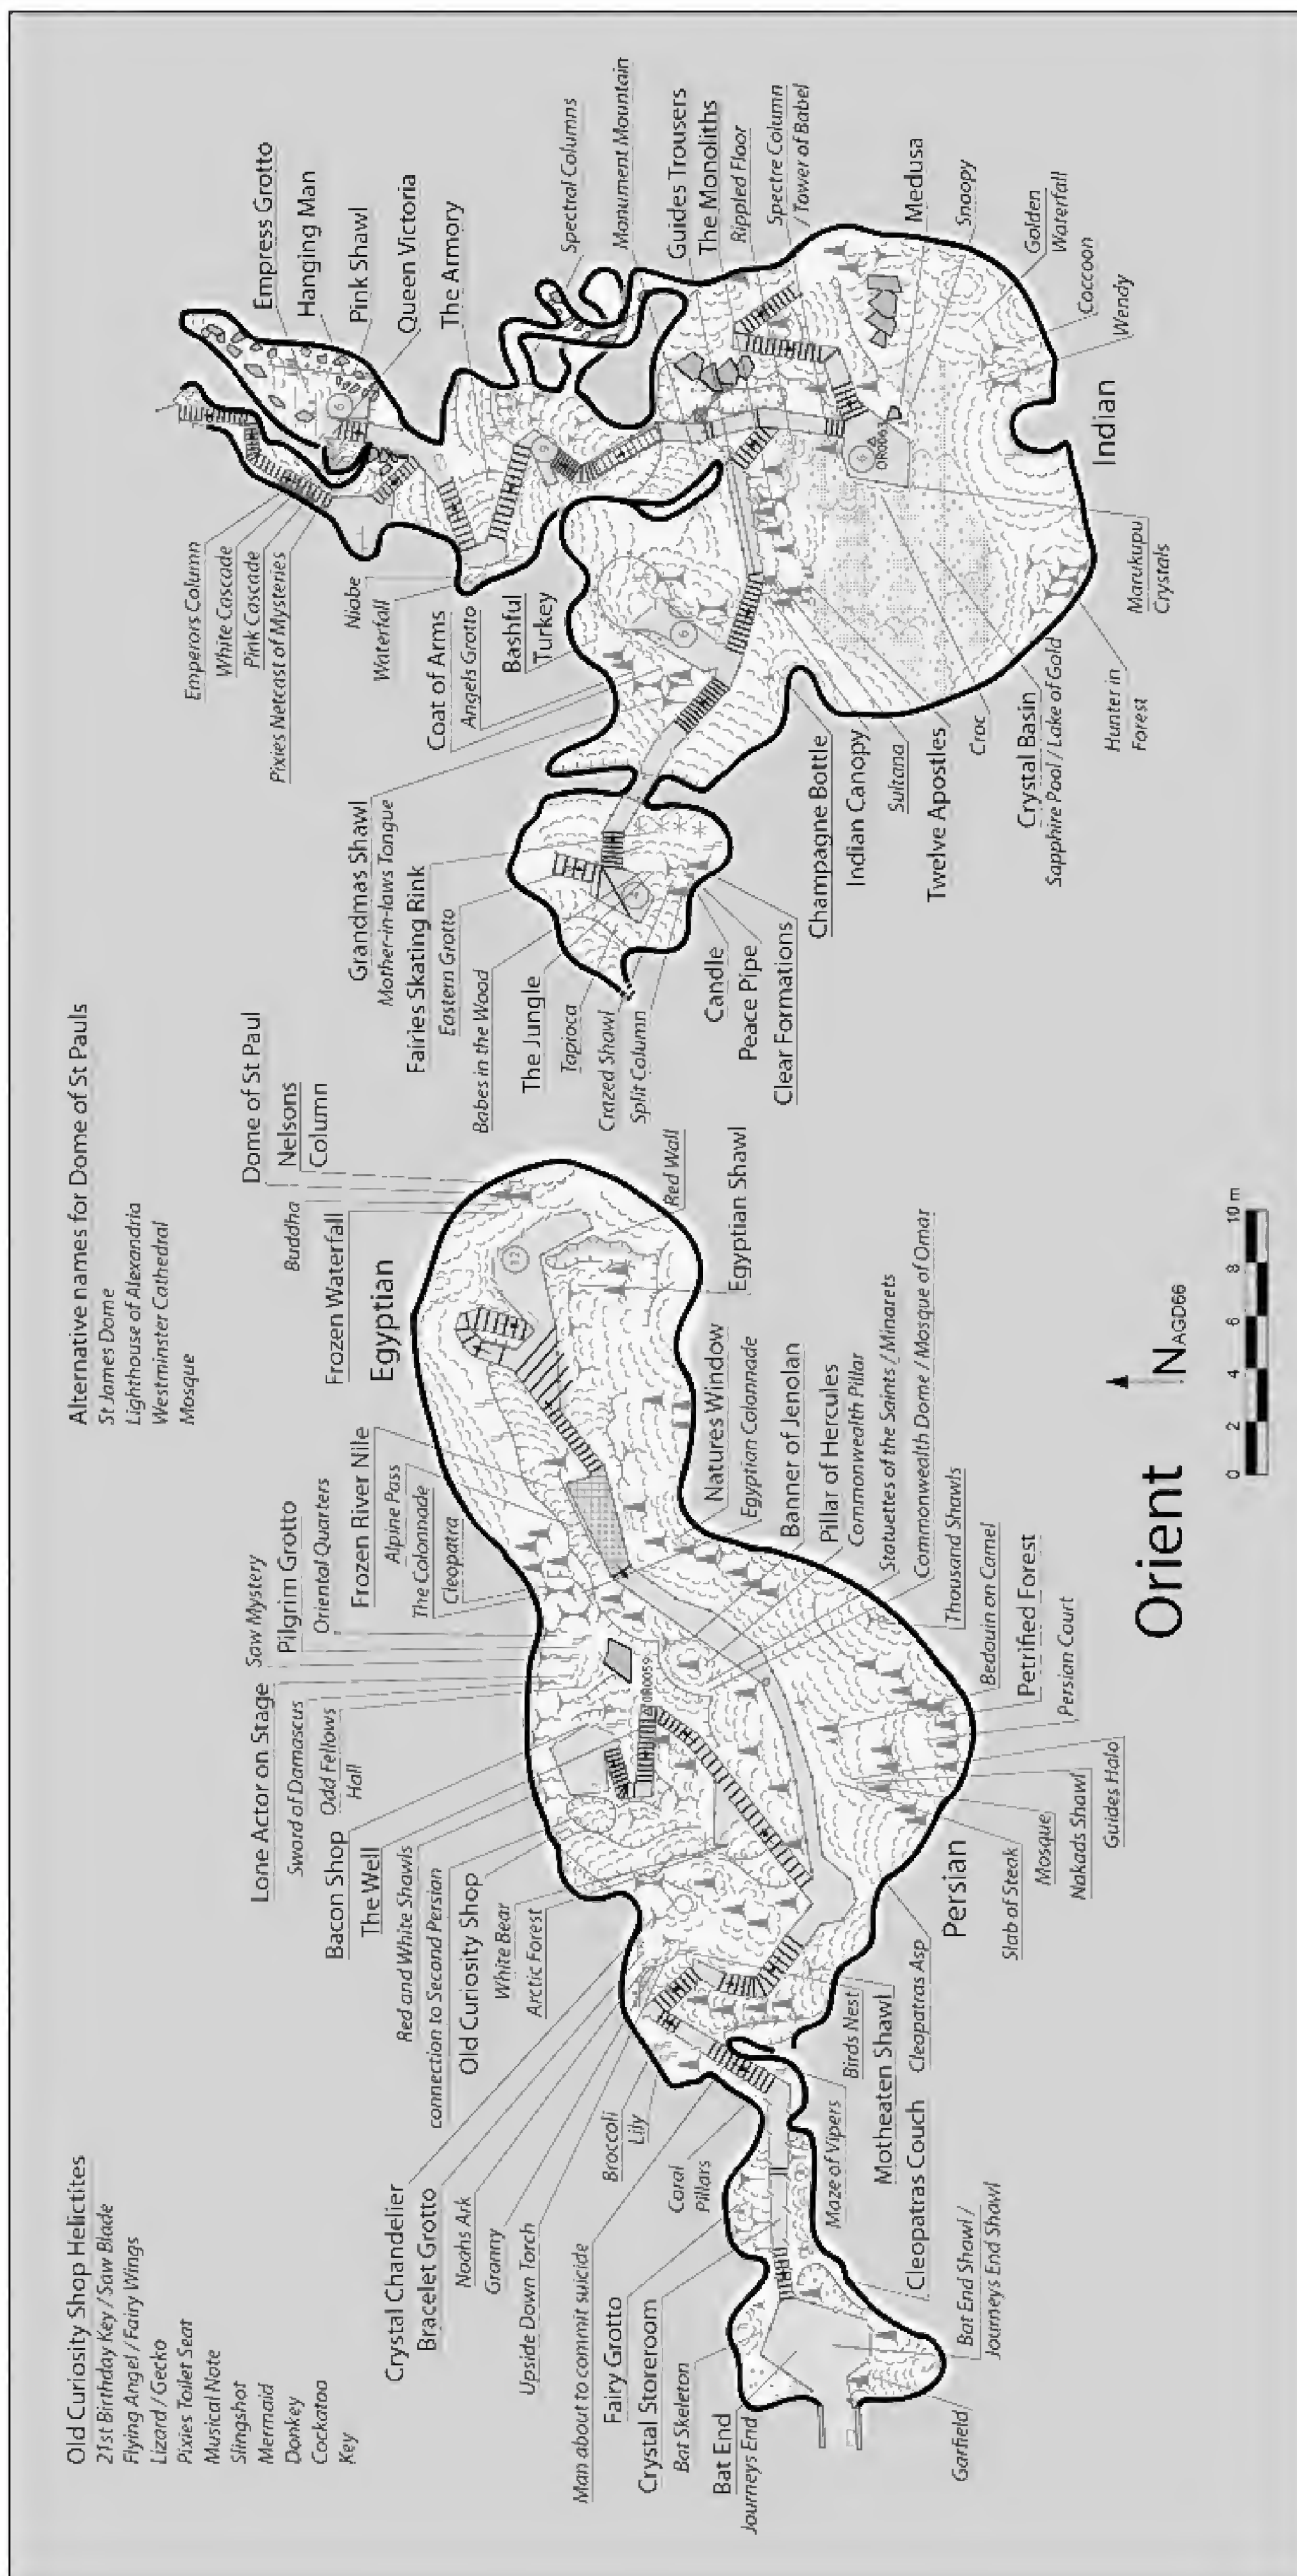 Old Curiosity Shop Helictites
21st Birthday Key / Saw Blade
Flying Angel / Fairy Wings
Lizard / Gecko
Pixies Toilet Seat
Musical Note
Slingshot
Mermaid
Donkey
Cockatoo
Key
Alternative names for Dome of St Pauls
St James Dome
Lighthouse of Alexandria
Westminster Cathedral
Mosque
Crystal Chandelier
Bracelet Grotto
Noahs Ark
Granny
Upside Down Torch
Man about to commit suicide
Fairy Grotto
Crystal Storeroom
Bat Skeleton
Bat End
Journeys End
Garfield
Broccoli
Lily
Coral
Pillars
Lone Actor on Stage
Sword of Damascus
Odd Fellows
Hall
Bacon Shop
The Well
Red and White Shawls
connection to Second Persian
Old Curiosity Shop
White Bear
Arctic Forest
Saw Mystery
Pilgrim Grotto
Oriental Quarters
Frozen River Nile
Alpine Pass
The Colonnade
Cleopatra
Dome of St Paul
Nelsons
Column
Buddha
Frozen Waterfall
Egyptian
12
OR0059
Red Wall
Egyptian Shawl
Natures Window
Egyptian Colonnade
Banner of Jenolan
Pillar of Hercules
Commonwealth Pillar
Statuettes of the Saints / Minarets
Commonwealth Dome / Mosque of Omar
Thousand Shawls
Bedouin on Camel
Petrified Forest
Persian Court
Guides Halo
Nakads Shawl
Mosque
Slab of Steak
Persian
Cleopatras Asp
Birds Nest
Motheaten Shawl
Maze of Vipers
Cleopatras Couch
Bat End Shawl /
Journeys End Shawl
Emperors Column
White Cascade
Pink Cascade
Pixies Netcast of Mysteries
Niobe
Waterfall
Coat of Arms
Angels Grotto
Bashful
Turkey
Grandmas Shawl
Mother-in-laws Tongue
Fairies Skating Rink
Eastern Grotto
Babes in the Wood
The Jungle
Tapioca
Crazed Shawl
Split Column
Candle
Peace Pipe
Clear Formations
Champagne Bottle
Indian Canopy
Sultana
Twelve Apostles
Croc
Crystal Basin
Sapphire Pool / Lake of Gold
Hunter in
Forest
Marukupu
Crystals
Indian
OR0063
Empress Grotto
Hanging Man
Pink Shawl
Queen Victoria
The Armory
Spectral Columns
Monument Mountain
Guides Trousers
The Monoliths
Rippled Floor
Spectre Column
/ Tower of Babel
Medusa
Snoopy
Golden
Waterfall
Coccoon
Wendy
Orient
NAGD66
0 2 4 6 8 10 m